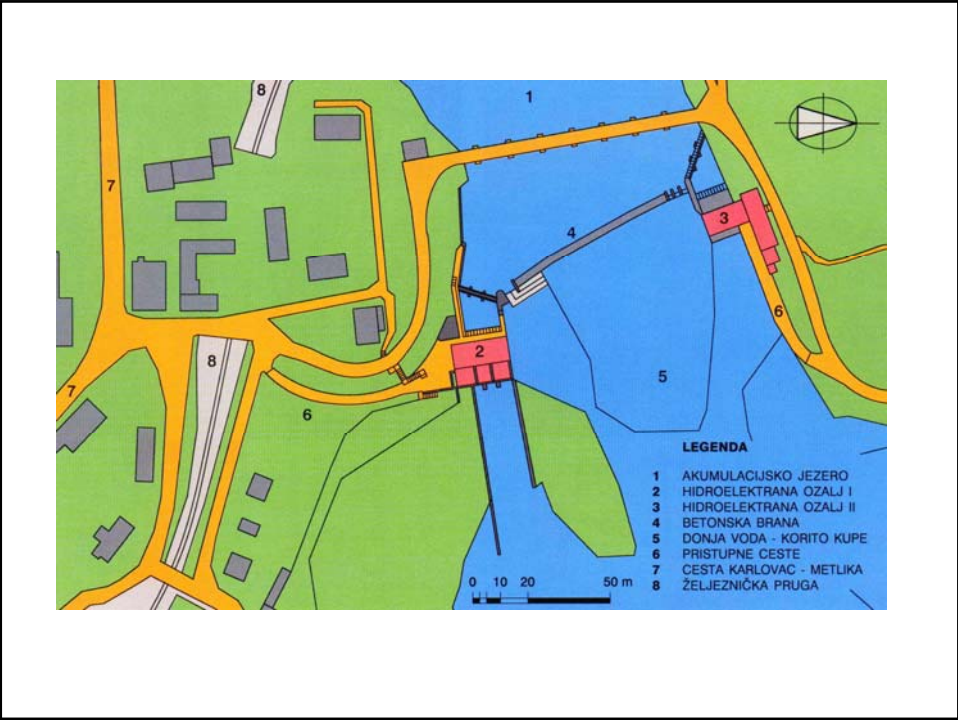 8
1
7
3
4
6
2
8
5
7
6
LEGENDA
1 AKUMULACIJSKO JEZERO
2 HIDROELEKTRANA OZALJ I
3 HIDROELEKTRANA OZALJ II
4 BETONSKA BRANA
5 DONJA VODA - KORITO KUPE
6 PRISTUPNE CESTE
7 CESTA KARLOVAC - METLIKA
8 ŽELJEZNIČKA PRUGA
0 10 20 50 m